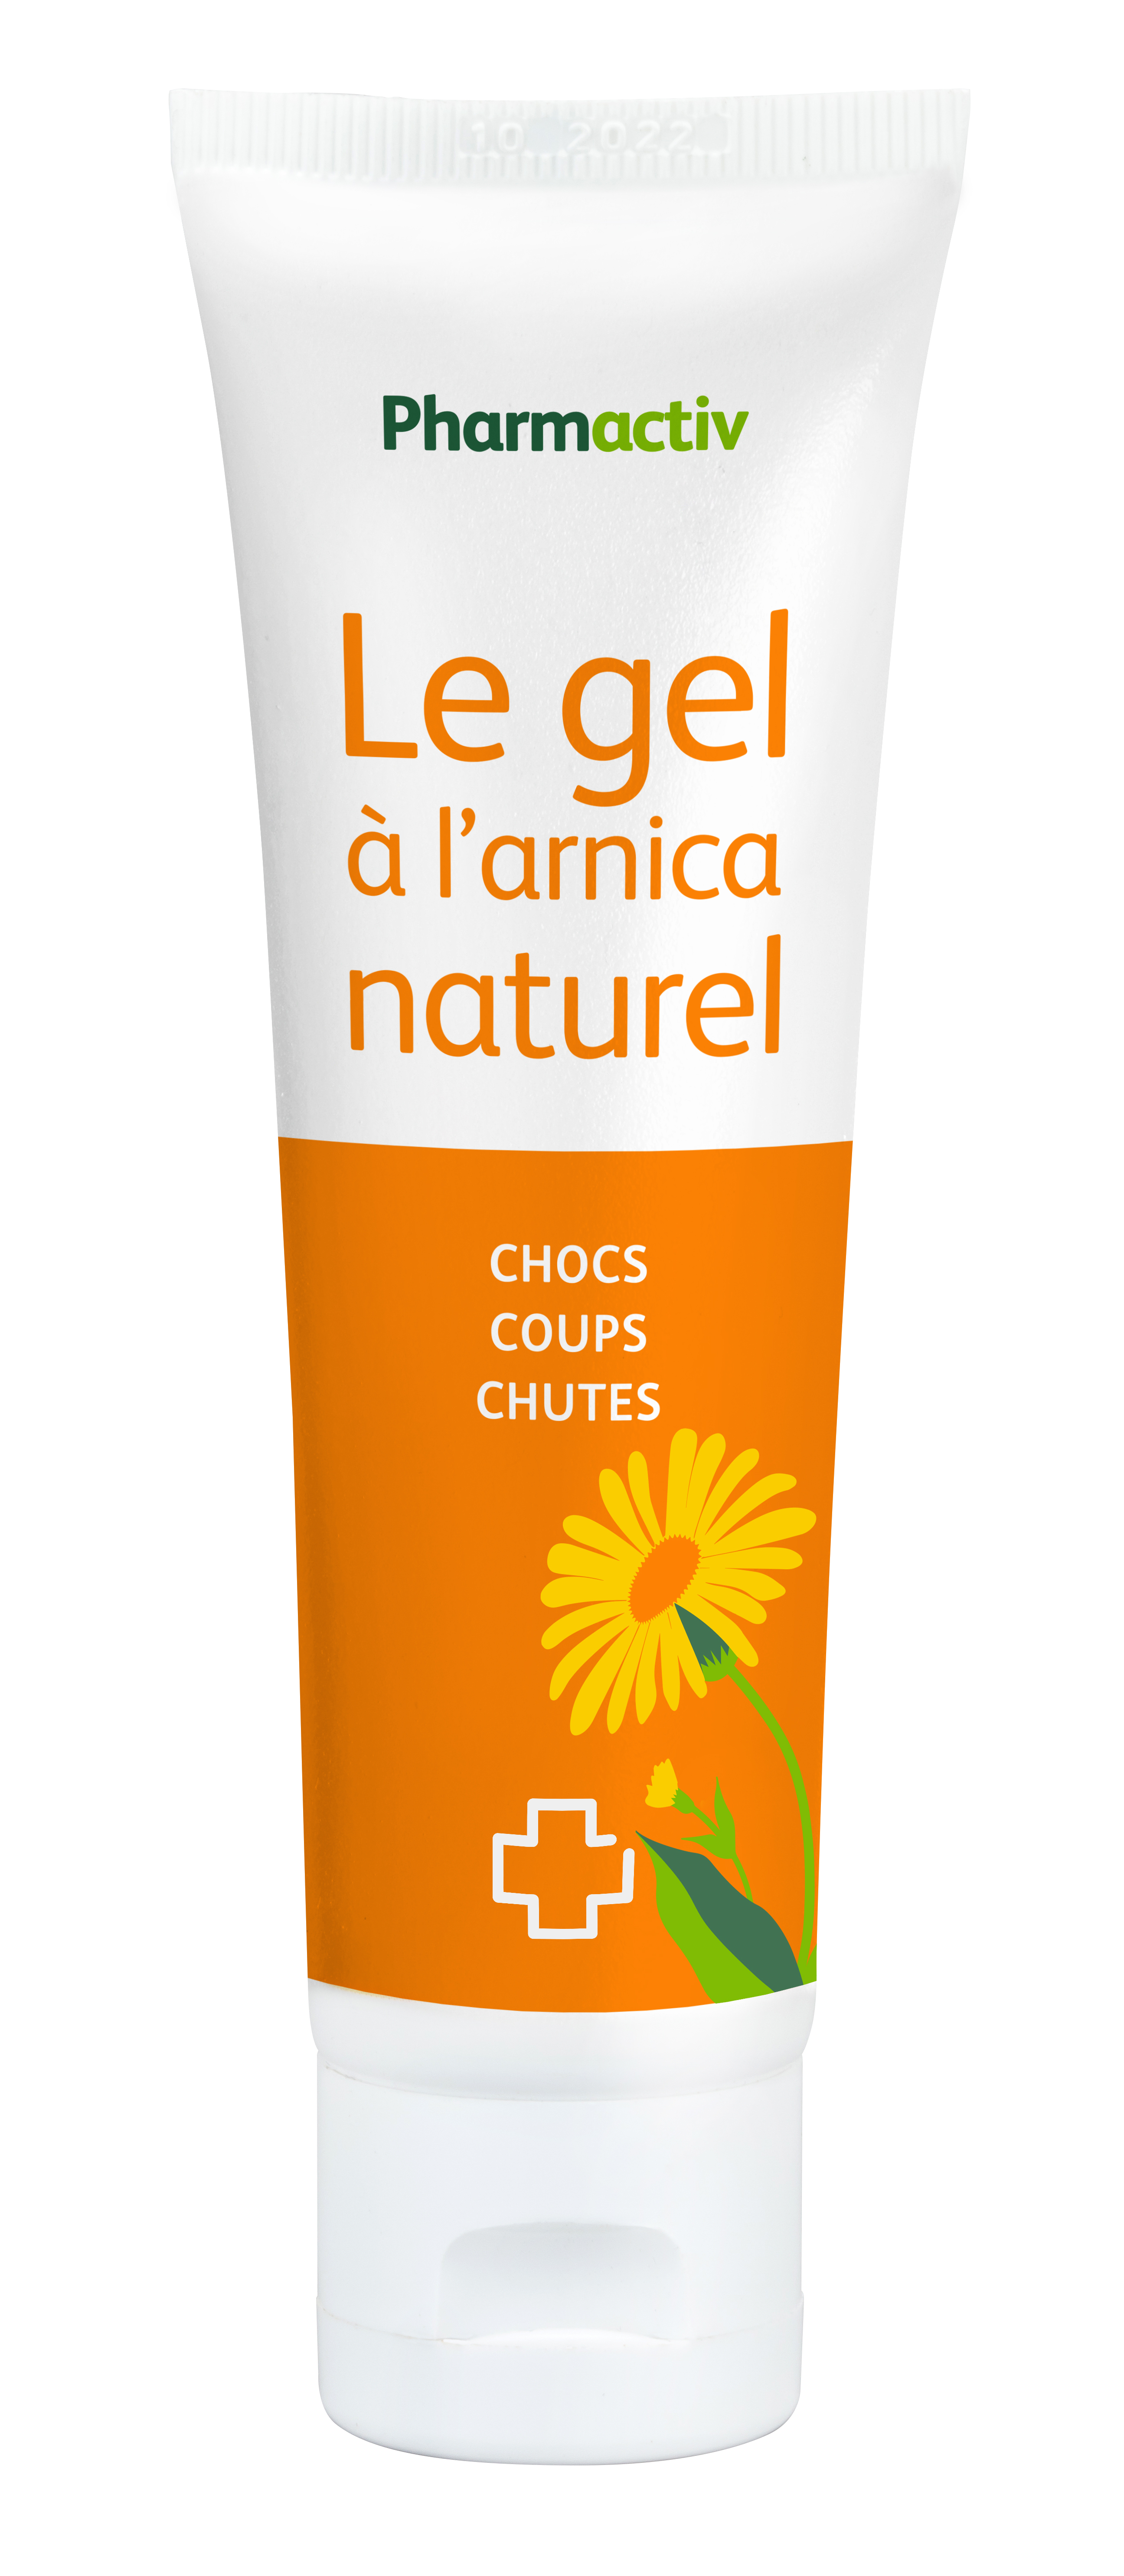 10 2022
Pharmactiv
Le gel
à l’arnica
naturel
CHOCS
COUPS
CHUTES